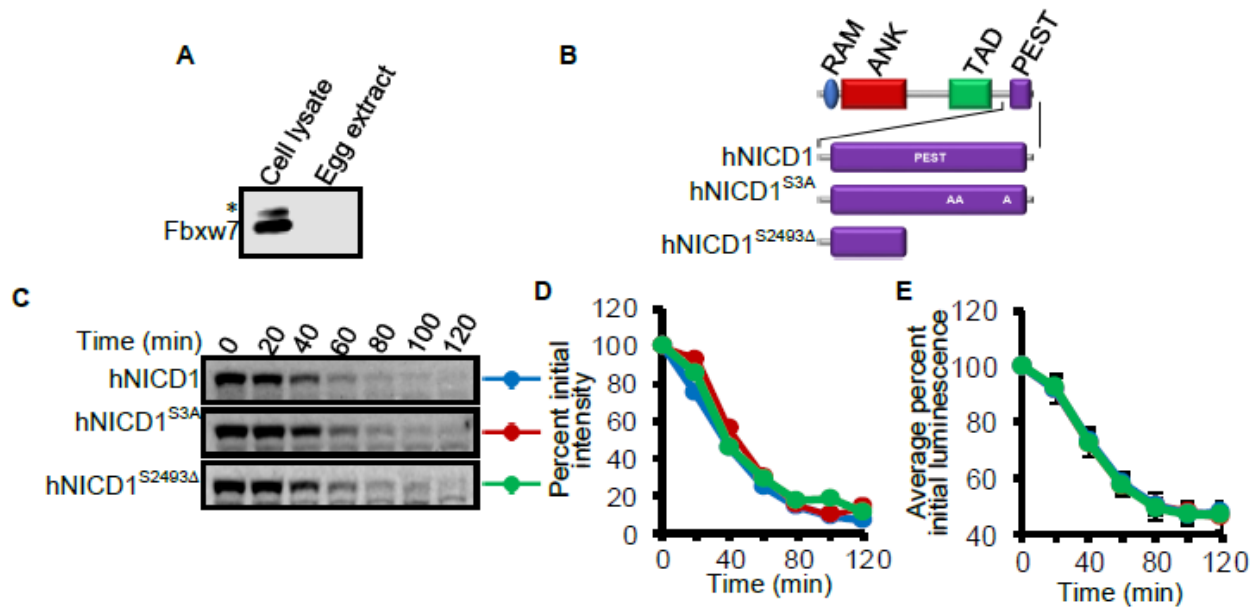 A
Cell lysate
Egg extract
*
Fbxw7
B
RAM
ANK
TAD
PEST
hNICD1
PEST
hNICD1S3A
AA
A
hNICD1S2493Δ
C
Time (min)
0 20 40 60 80 100 120
hNICD1
hNICD1S3A
hNICD1S2493Δ
D
Percent initial
intensity
120
100
80
60
40
20
0
0 40 80 120
Time (min)
E
Average percent
initial luminescence
120
100
80
60
40
0 40 80 120
Time (min)